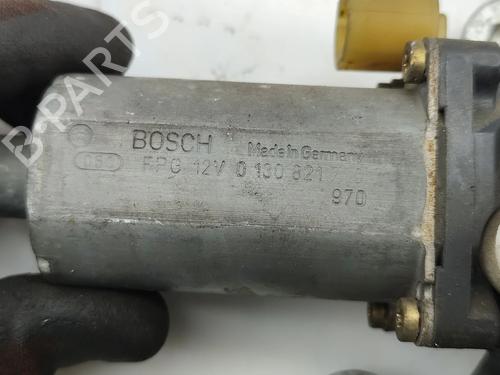 B-PARTS
BOSCH Made in Germany
FPG 12V 0 130 821
970